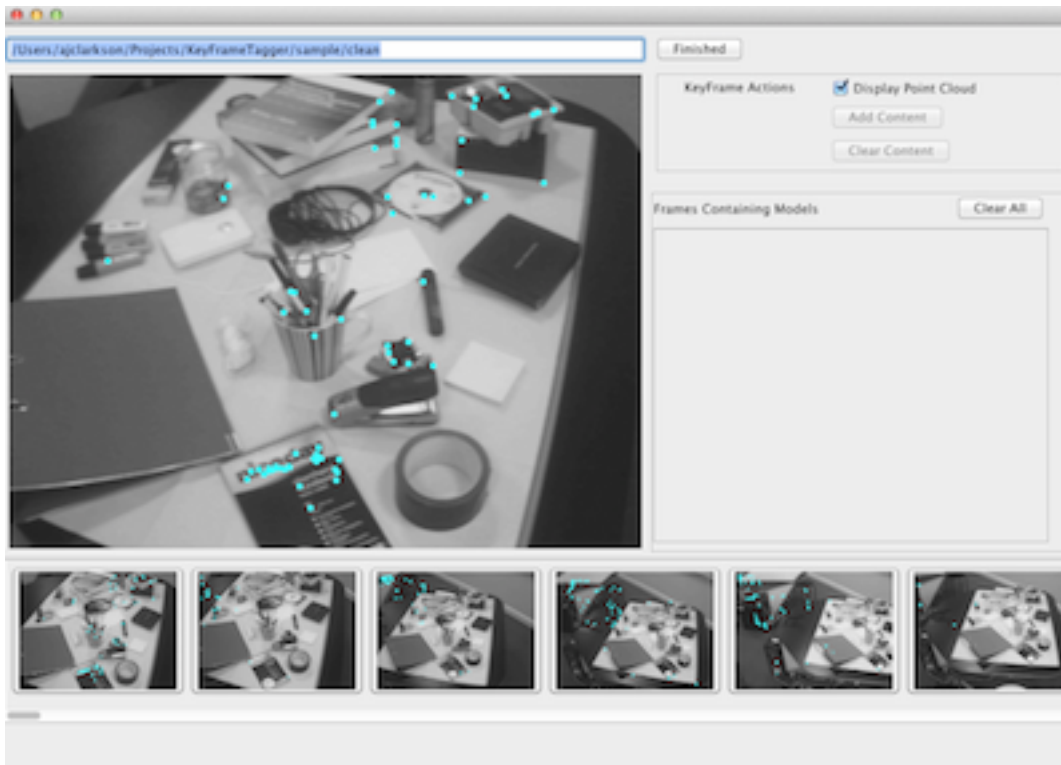 /Users/ajclarkson/Projects/KeyFrameTagger/sample/clean
Finished
KeyFrame Actions
Display Point Cloud
Add Content
Clear Content
Frames Containing Models
Clear All